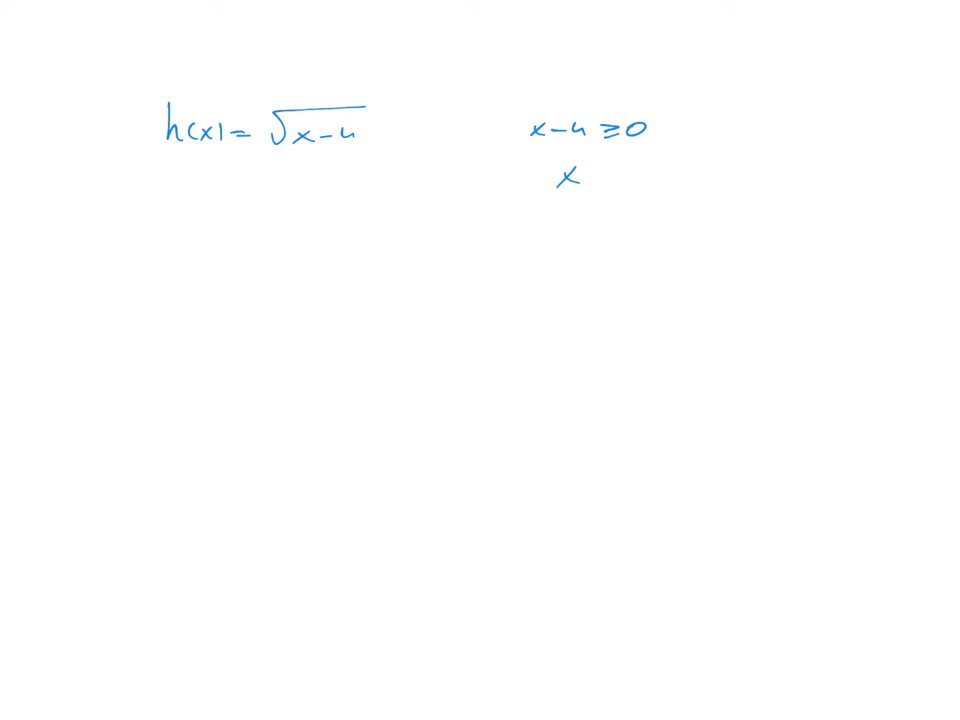 h(x) = √x-4
x-4 ≥0
x